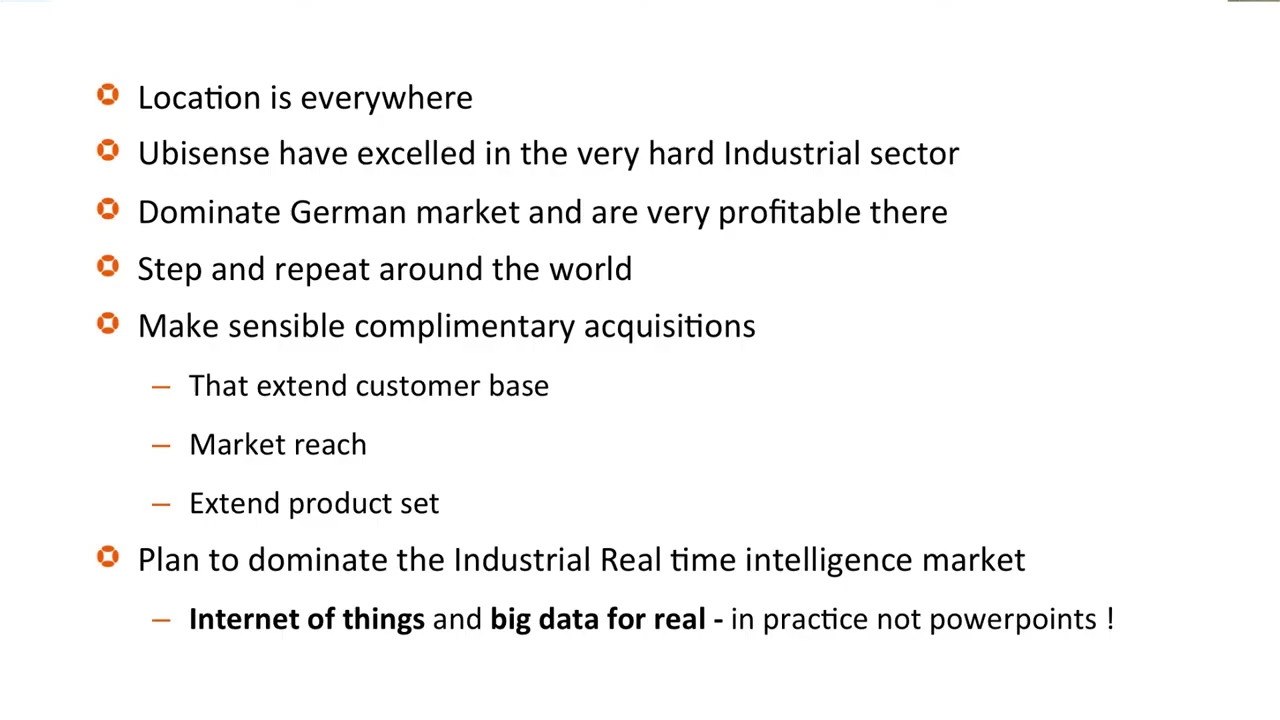 Location is everywhere
Ubisense have excelled in the very hard Industrial sector
Dominate German market and are very profitable there
Step and repeat around the world
Make sensible complimentary acquisitions
– That extend customer base
– Market reach
– Extend product set
Plan to dominate the Industrial Real time intelligence market
– Internet of things and big data for real - in practice not powerpoints !